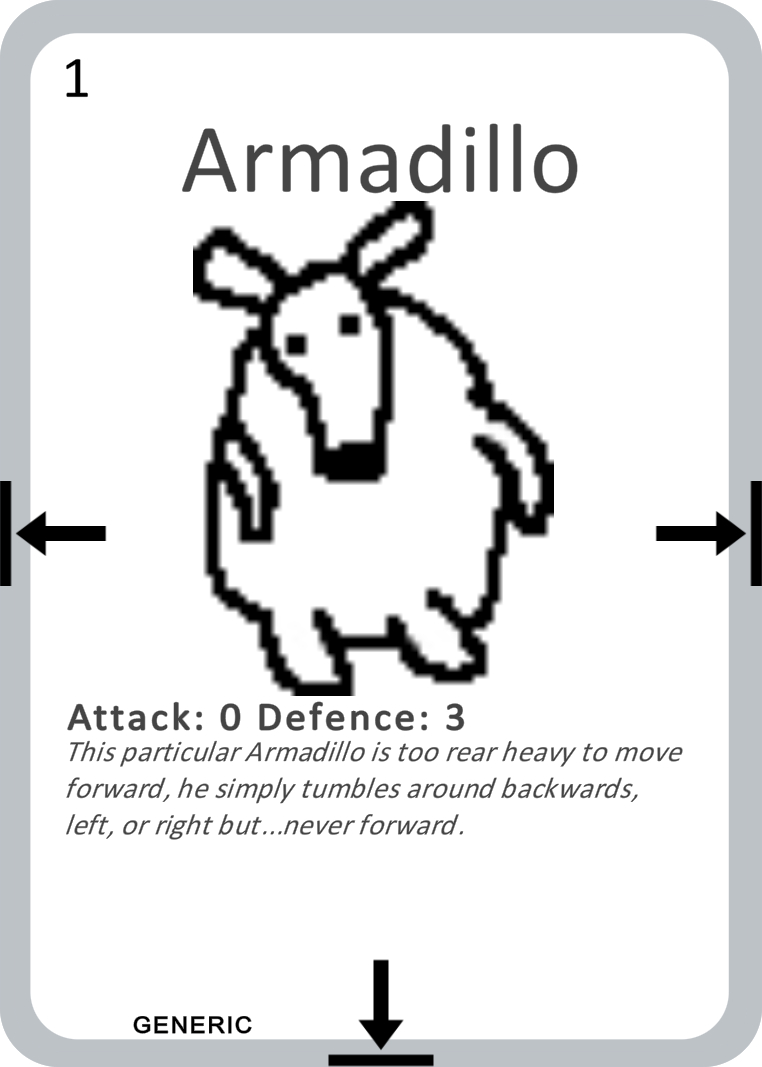 1
Armadillo
Attack: 0 Defence: 3
This particular Armadillo is too rear heavy to move
forward, he simply tumbles around backwards,
left, or right but...never forward.
GENERIC